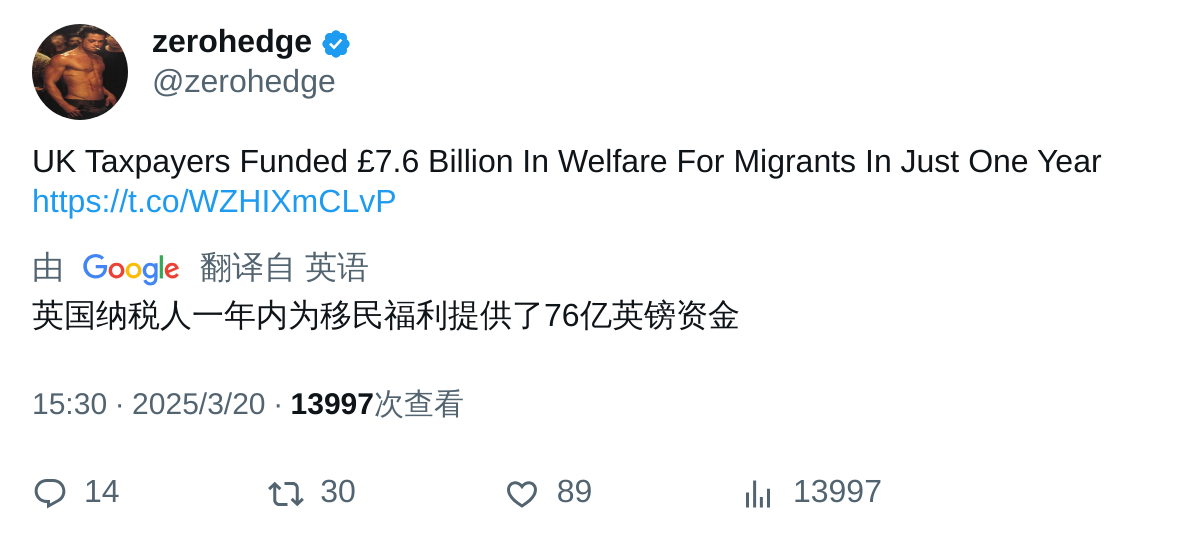 zerohedge
@zerohedge
UK Taxpayers Funded £7.6 Billion In Welfare For Migrants In Just One Year
https://t.co/WZHIXmCLvP
由 Google 翻译自 英语
英国纳税人一年内为移民福利提供了76亿英镑资金
15:30 · 2025/3/20 · 13997次查看
14 30 89 13997